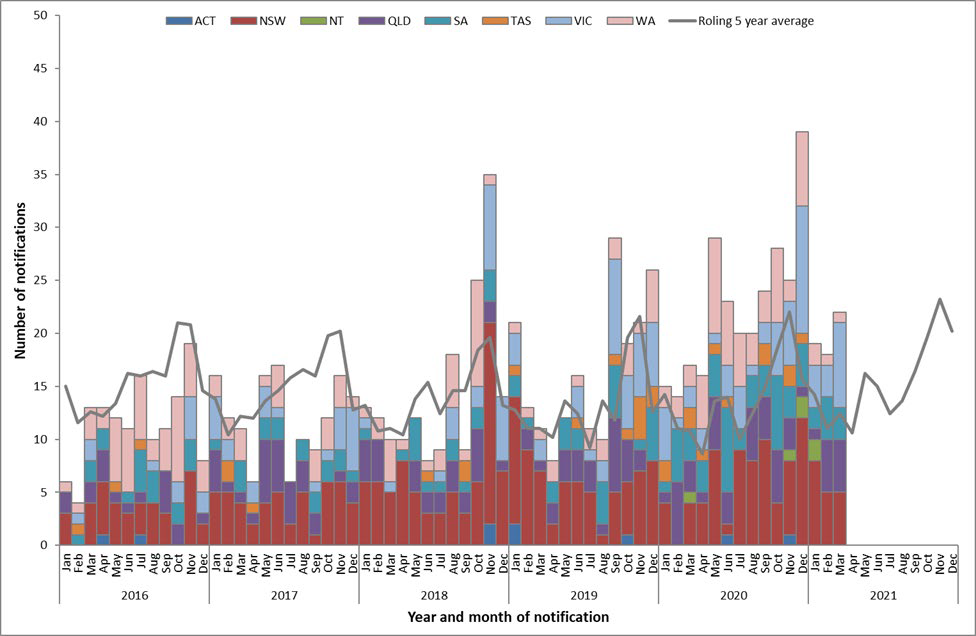 50
45
40
35
30
25
20
15
10
5
0
Number of notifications
ACT NSW NT QLD SA TAS VIC WA Roling 5 year average
Jan Feb Mar Apr May Jun Jul Aug Sep Oct Nov Dec Jan Feb Mar Apr May Jun Jul Aug Sep Oct Nov Dec Jan Feb Mar Apr May Jun Jul Aug Sep Oct Nov Dec Jan Feb Mar Apr May Jun Jul Aug Sep Oct Nov Dec Jan Feb Mar Apr May Jun Jul Aug Sep Oct Nov Dec Jan Feb Mar Apr May Jun Jul Aug Sep Oct Nov Dec
2016 2017 2018 2019 2020 2021
Year and month of notification